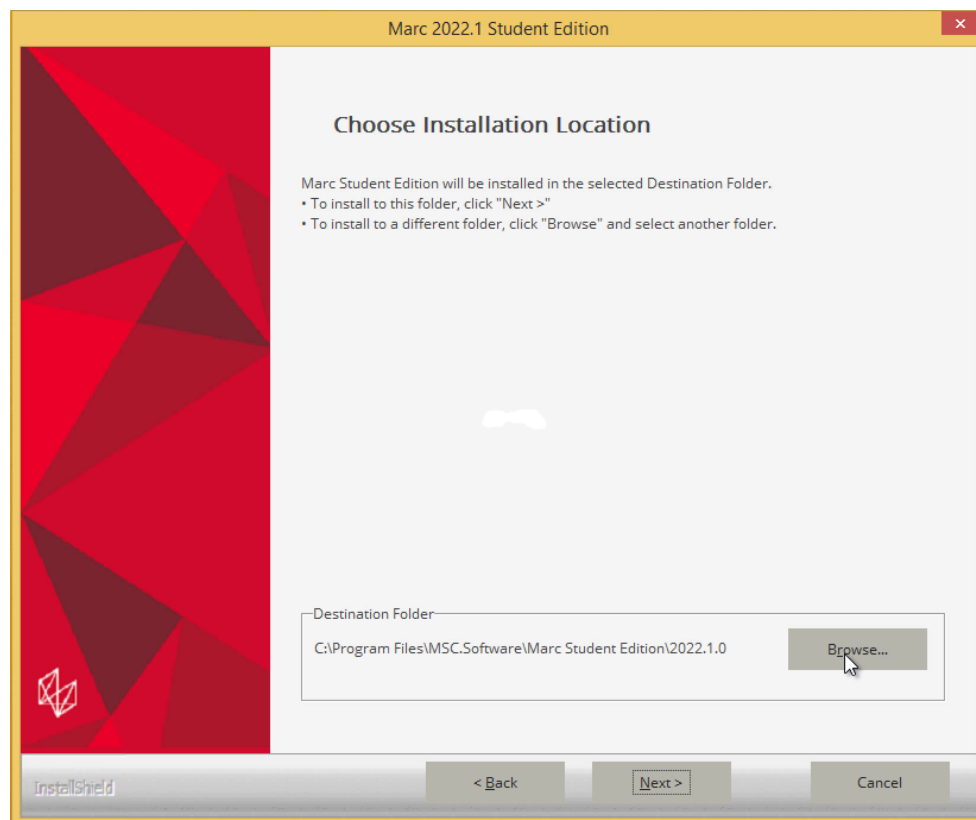 Marc 2022.1 Student Edition
Choose Installation Location
Marc Student Edition will be installed in the selected Destination Folder.
• To install to this folder, click "Next >"
• To install to a different folder, click "Browse" and select another folder.
Destination Folder
C:\Program Files\MSC.Software\Marc Student Edition\2022.1.0
Browse...
InstallShield
< Back
Next >
Cancel